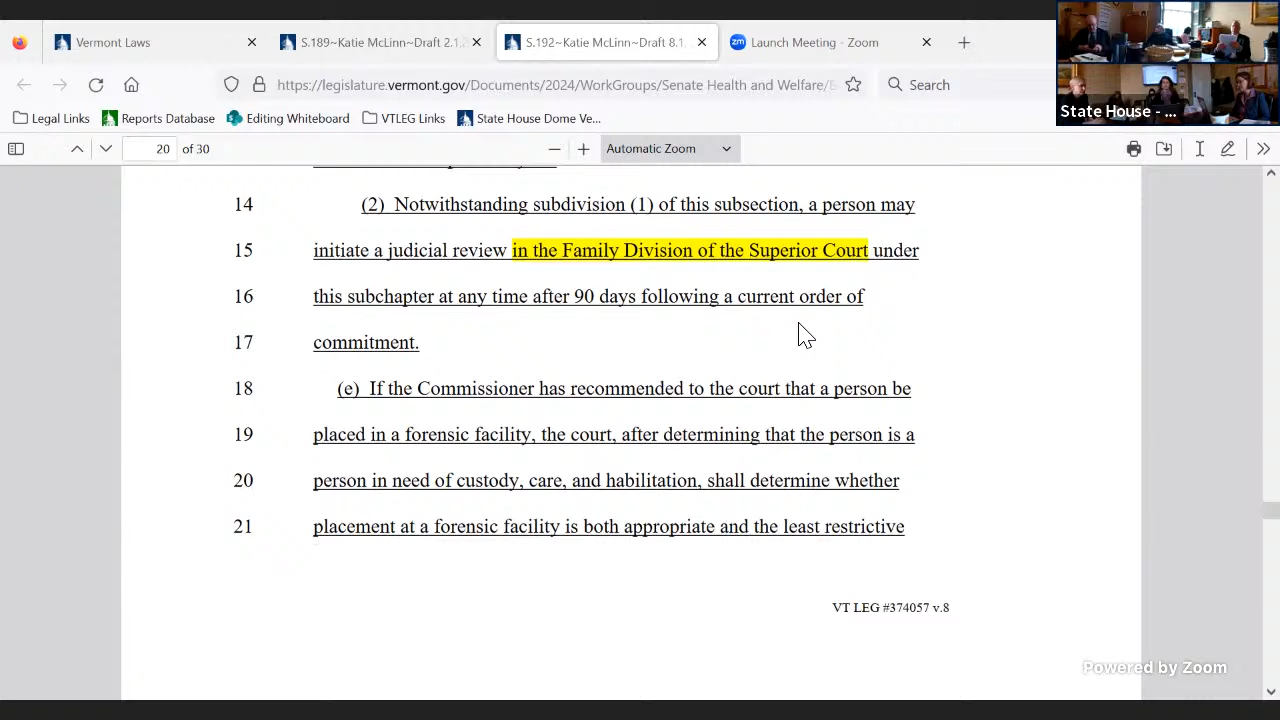 Vermont Laws
S.189~Katie McLinn~Draft 2.1.2
S.192~Katie McLinn~Draft 8.1.
Launch Meeting - Zoom
https://legislature.vermont.gov/Documents/2024/WorkGroups/Senate Health and Welfare/
Search
State House - ...
Legal Links
Reports Database
Editing Whiteboard
VTLEG
State House Dome Ve...
20 of 30
Automatic Zoom
14 (2) Notwithstanding subdivision (1) of this subsection, a person may
15 initiate a judicial review in the Family Division of the Superior Court under
16 this subchapter at any time after 90 days following a current order of
17 commitment.
18 (e) If the Commissioner has recommended to the court that a person be
19 placed in a forensic facility, the court, after determining that the person is a
20 person in need of custody, care, and habilitation, shall determine whether
21 placement at a forensic facility is both appropriate and the least restrictive
VT LEG #374057 v.8
Powered by Zoom